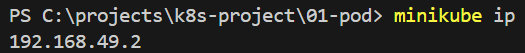 PS C:\projects\k8s-project\01-pod> minikube ip
192.168.49.2